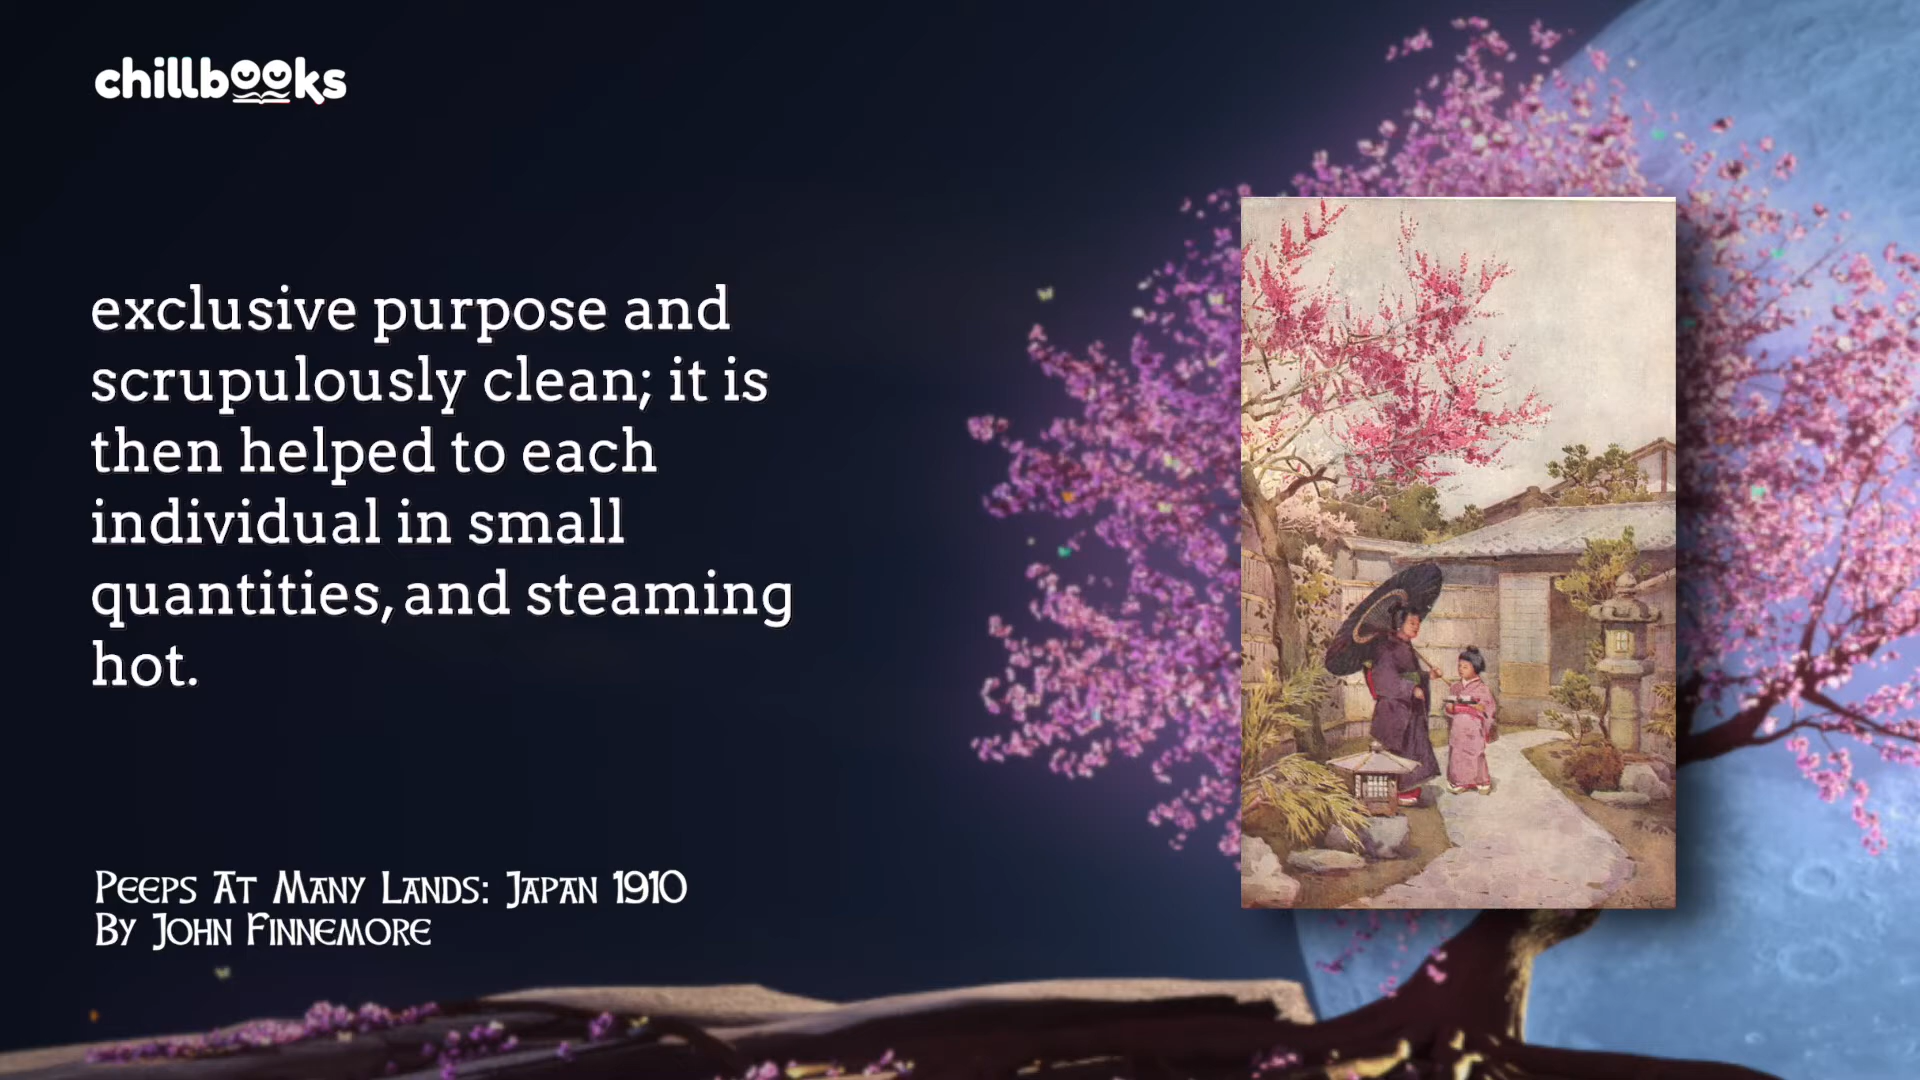 chillbooks
exclusive purpose and
scrupulously clean; it is
then helped to each
individual in small
quantities, and steaming
hot.
Peeps At Many Lands: Japan 1910
By John Finnemore